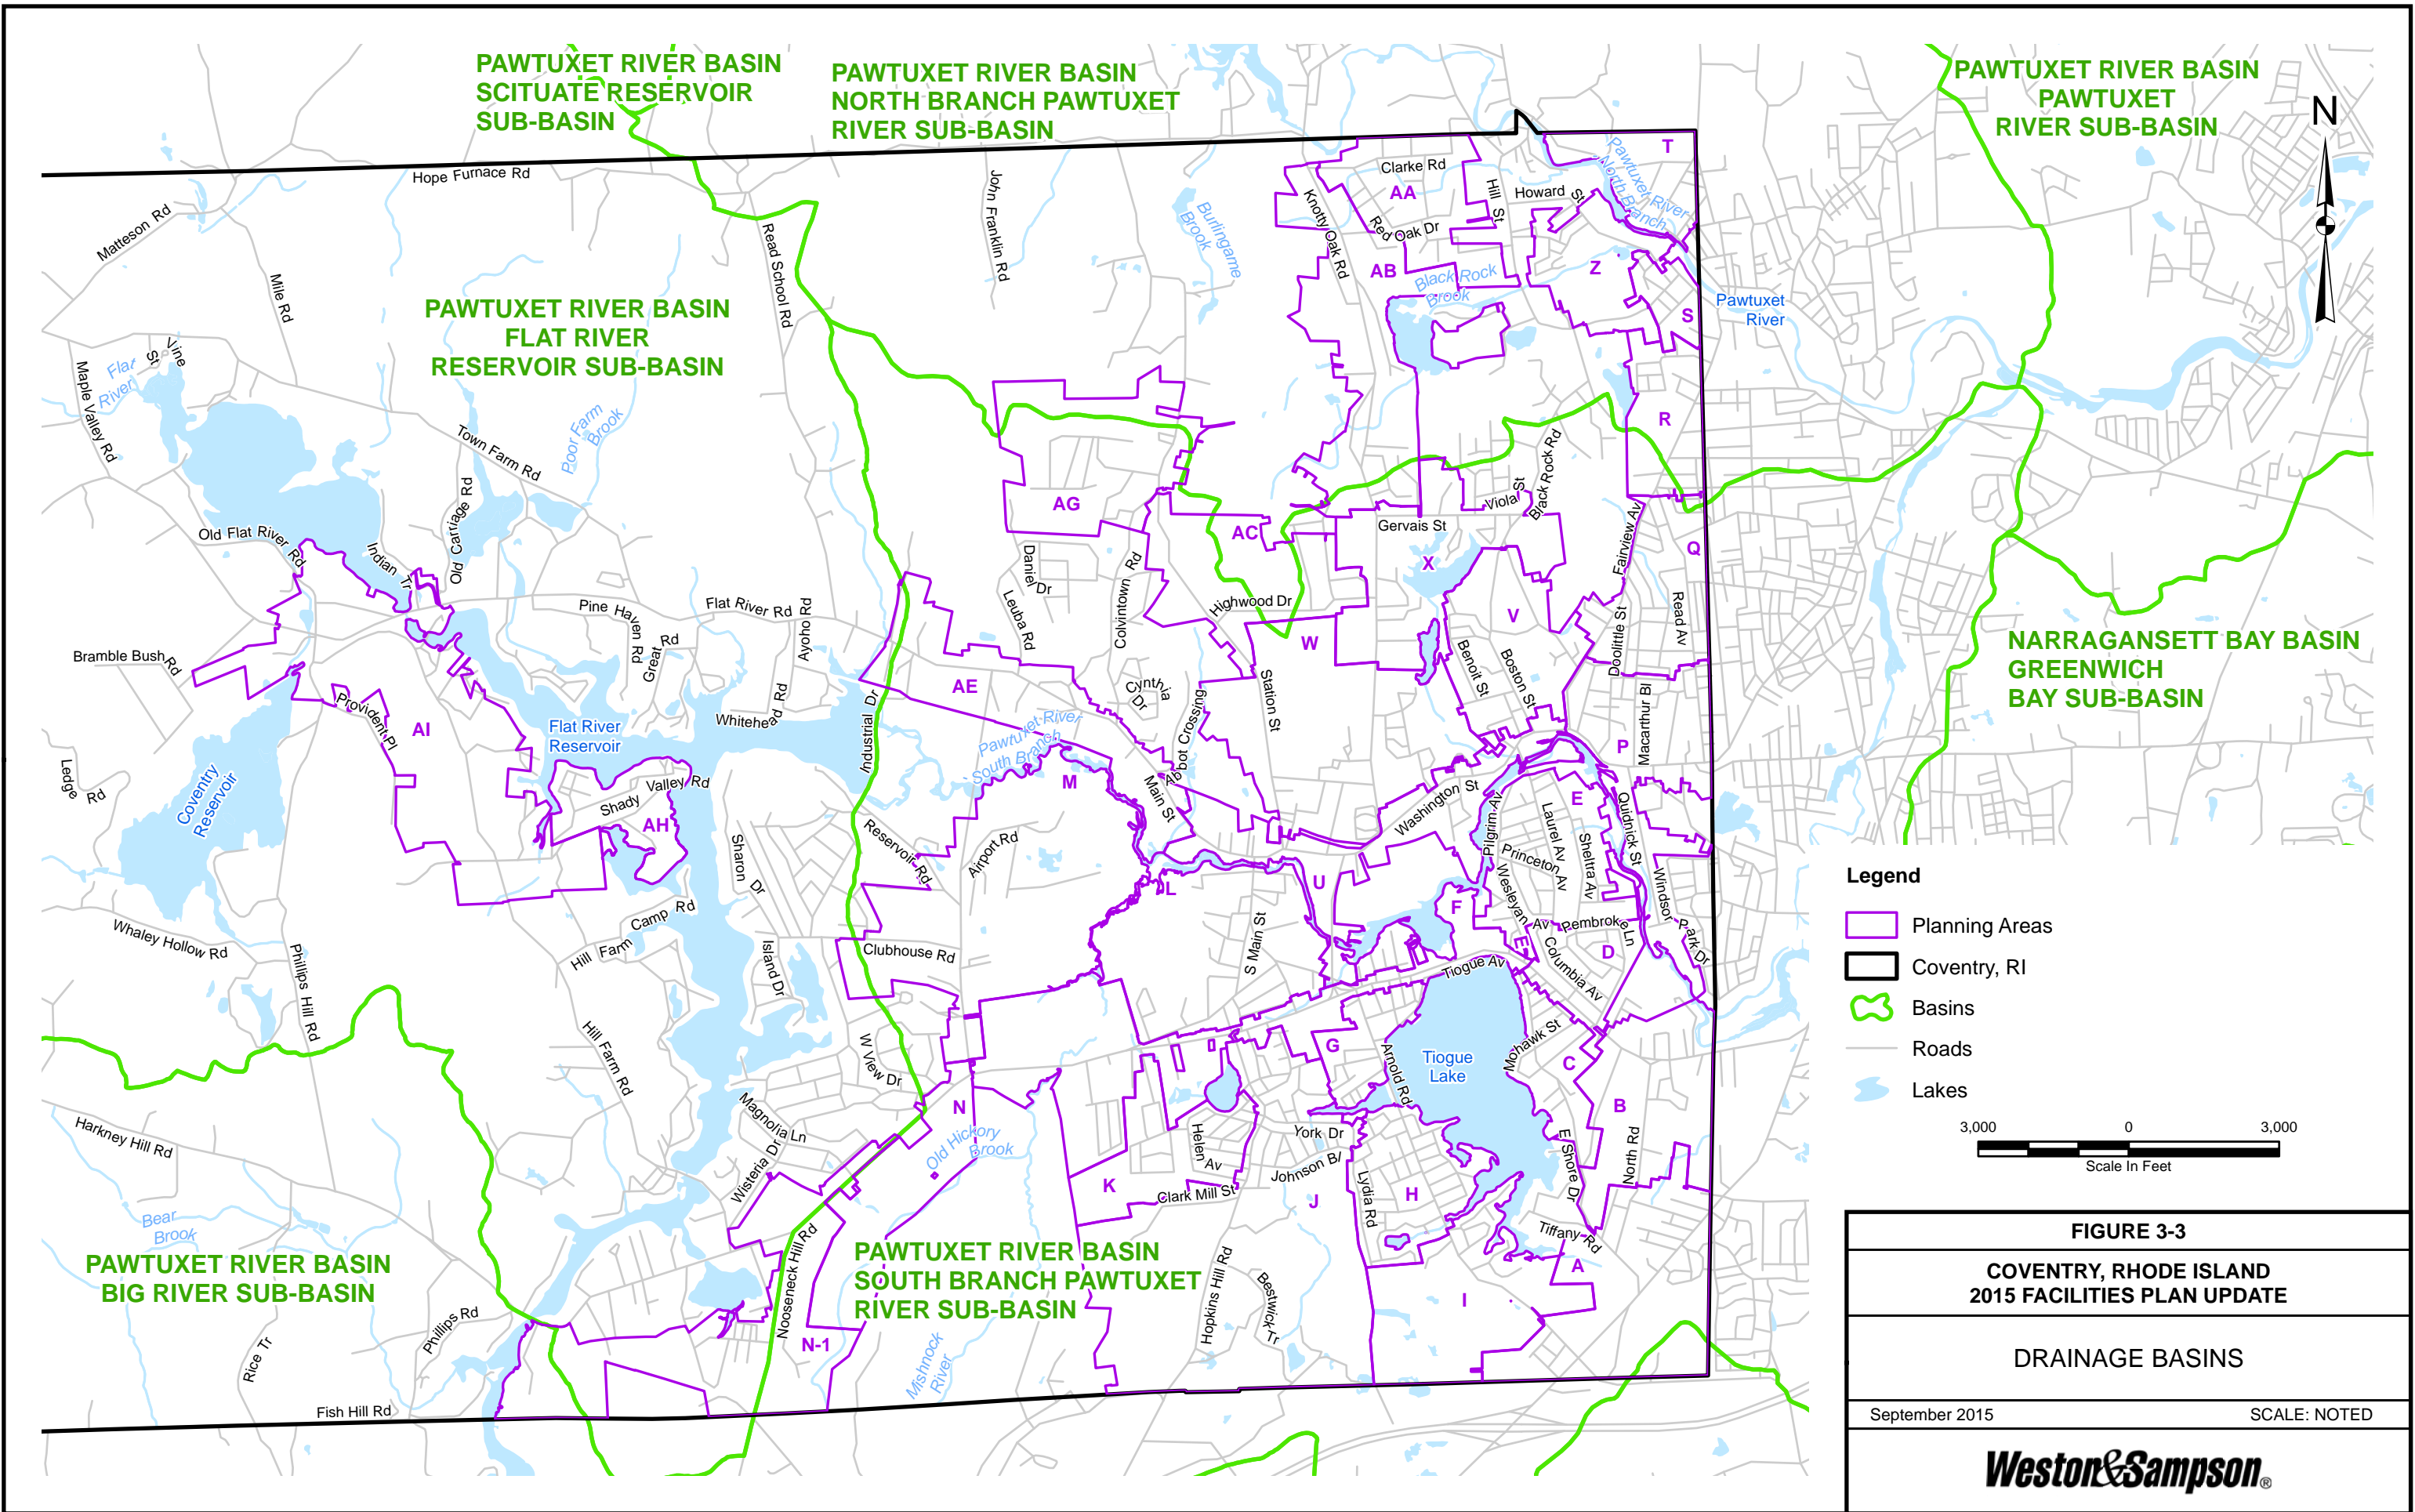 PAWTUXET RIVER BASIN
SCITUATE RESERVOIR
SUB-BASIN
PAWTUXET RIVER BASIN
NORTH BRANCH PAWTUXET
RIVER SUB-BASIN
PAWTUXET RIVER BASIN
PAWTUXET
RIVER SUB-BASIN
N
Hope Furnace Rd
Matteson Rd
Mile Rd
Read School Rd
John Franklin Rd
Burlingame
Brook
Knotty Oak Rd
Clarke Rd
AA
Red Oak Dr
Hill St
Howard St
T
Pawtuxet River
North Branch
AB
Black Rock
Brook
Z
S
Pawtuxet
River
PAWTUXET RIVER BASIN
FLAT RIVER
RESERVOIR SUB-BASIN
Vine
St
Flat
River
Maple Valley Rd
Poor Farm
Brook
Town Farm Rd
Old Carriage Rd
Old Flat River Rd
Indian Tr
R
AG
AC
Viola St
Black Rock Rd
Gervais St
X
Fairview Av
Q
Daniel Dr
Leuba Rd
Colvintown Rd
Highwood Dr
W
V
Doolittle St
Read Av
Pine Haven Rd
Great Rd
Flat River Rd
Ayoho Rd
Bramble Bush Rd
Provident Pl
AI
Flat River
Reservoir
Whitehead Rd
Industrial Dr
AE
Pawtuxet River
South Branch
Cynthia
Dr
Abbot Crossing
Station St
Benoit St
Boston St
P
Macarthur Bl
NARRAGANSETT BAY BASIN
GREENWICH
BAY SUB-BASIN
Ledge Rd
Coventry
Reservoir
Shady Valley Rd
AH
M
Main St
Washington St
Pilgrim Av
E
Quidnick St
Laurel Av
Sheltra Av
Princeton Av
Wesleyan Av
Pembroke Ln
Windsor Park Dr
Sharon Dr
Reservoir Rd
Airport Rd
L
U
F
E
D
Columbia Av
S Main St
Whaley Hollow Rd
Phillips Hill Rd
Hill Farm Camp Rd
Island Dr
Clubhouse Rd
Tiogue Av
Hill Farm Rd
W View Dr
G
Arnold Rd
Tiogue
Lake
Mohawk St
C
B
Magnolia Ln
Wisteria Dr
N
Old Hickory
Brook
Helen Av
York Dr
Johnson Bl
Clark Mill St
K
J
Lydia Rd
H
E Shore Dr
North Rd
Tiffany Rd
A
I
Harkney Hill Rd
Bear
Brook
PAWTUXET RIVER BASIN
BIG RIVER SUB-BASIN
Phillips Rd
Rice Tr
Fish Hill Rd
Nooseneck Hill Rd
N-1
PAWTUXET RIVER BASIN
SOUTH BRANCH PAWTUXET
RIVER SUB-BASIN
Mishnock
River
Hopkins Hill Rd
Bestwick Tr
Legend
Planning Areas
Coventry, RI
Basins
Roads
Lakes
3,000 0 3,000
Scale In Feet
FIGURE 3-3
COVENTRY, RHODE ISLAND
2015 FACILITIES PLAN UPDATE
DRAINAGE BASINS
September 2015 SCALE: NOTED
Weston&Sampson®